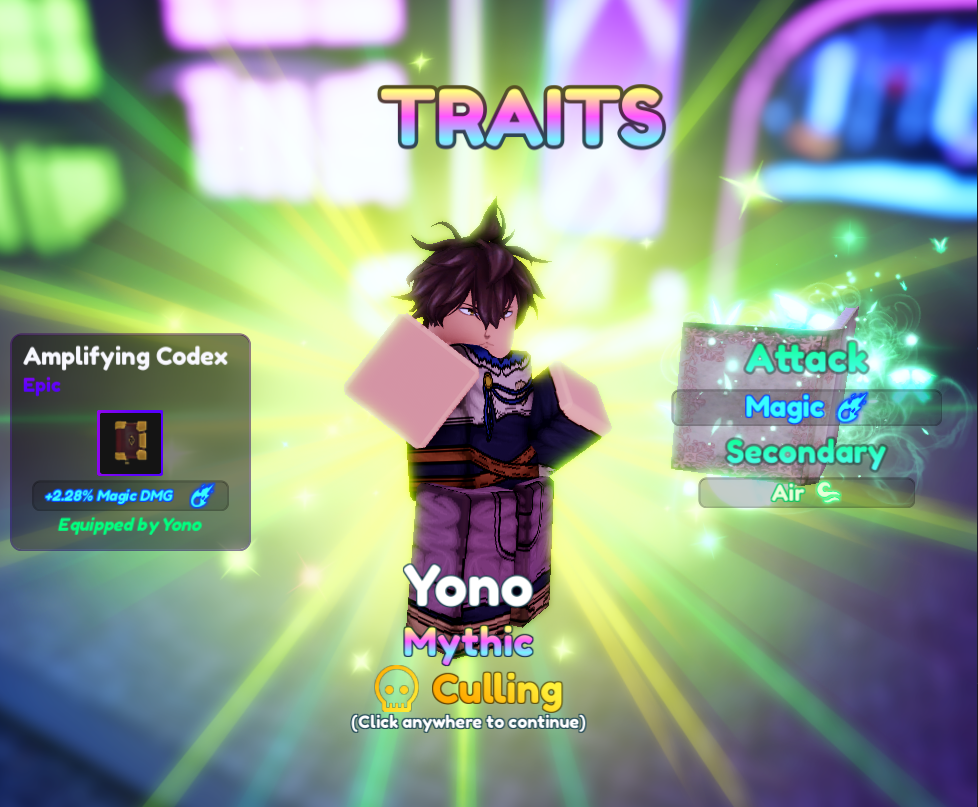 TRAITS
Amplifying Codex
Epic
+2.28% Magic DMG
Equipped by Yono
Attack
Magic
Secondary
Air
Yono
Mythic
Culling
(Click anywhere to continue)